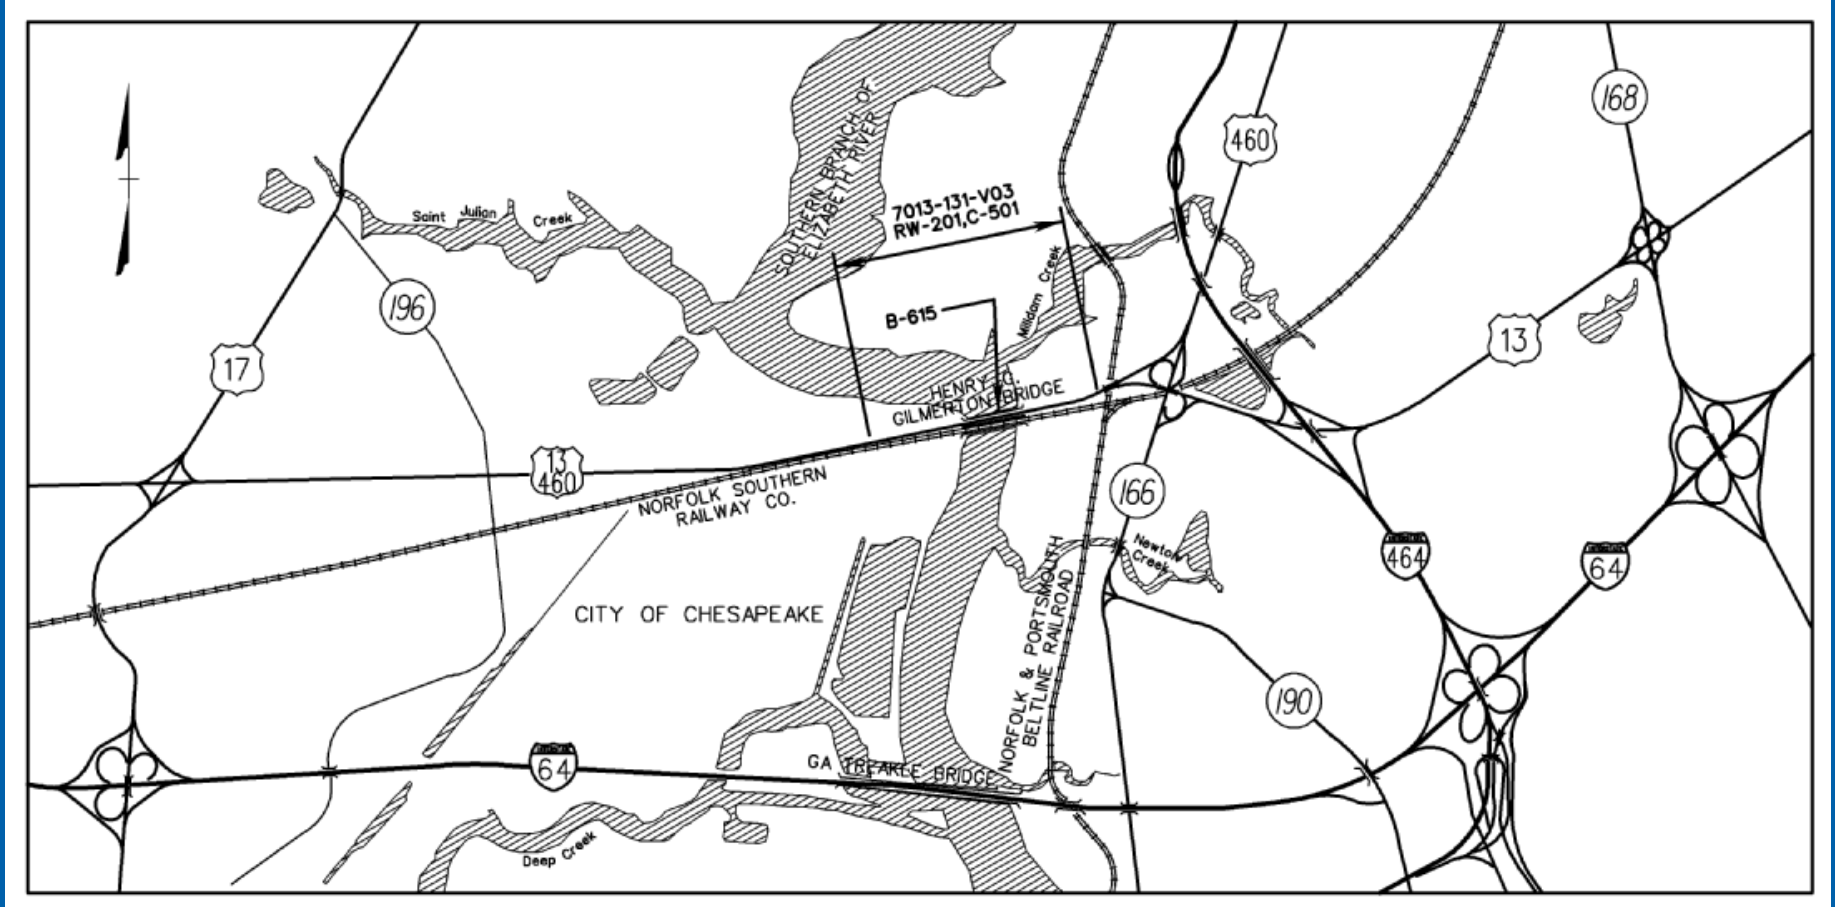 168
460
SOUTHERN BRANCH OF
ELIZABETH RIVER
7013-131-V03
RW-201,C-501
Saint Julian Creek
196
Milldam Creek
B-615
17
13
HENRY G.
GILMERTON BRIDGE
13
460
NORFOLK SOUTHERN
RAILWAY CO.
166
Newton
Creek
464
64
CITY OF CHESAPEAKE
NORFOLK & PORTSMOUTH
BELTLINE RAILROAD
190
64
GA TREAKLE BRIDGE
Deep Creek